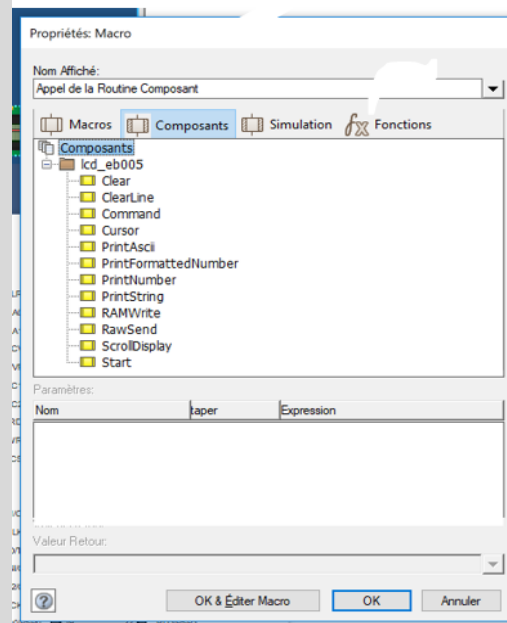 Propriétés: Macro
Nom Affiché:
Appel de la Routine Composant
Macros Composants Simulation Fonctions
Composants
lcd_eb005
Clear
ClearLine
Command
Cursor
PrintAscii
PrintFormattedNumber
PrintNumber
PrintString
RAMWrite
RawSend
ScrollDisplay
Start
Paramètres:
Nom taper Expression
Valeur Retour:
? OK & Éditer Macro OK Annuler